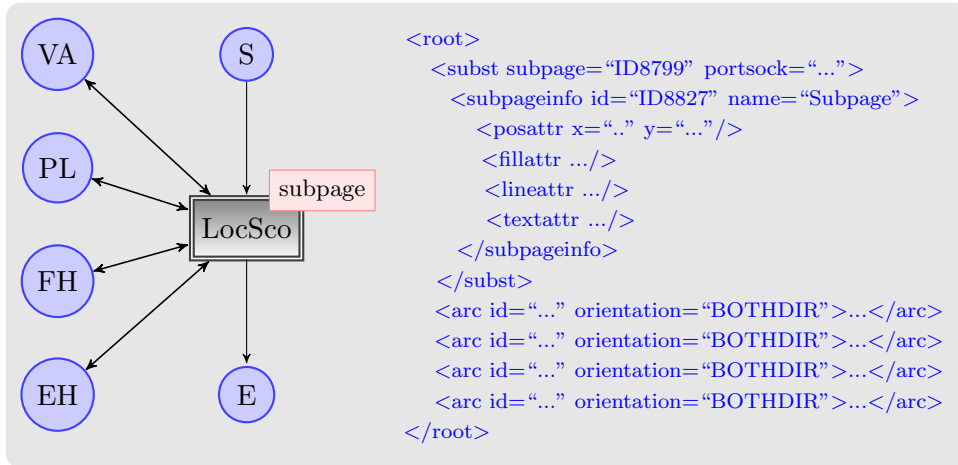 VA
S
PL
subpage
LocSco
FH
EH
E
<root>
<subst subpage=“ID8799” portsock=“...”>
<subpageinfo id=“ID8827” name=“Subpage”>
<posattr x=“..” y=“...”/>
<fillattr .../>
<lineattr .../>
<textattr .../>
</subpageinfo>
</subst>
<arc id=“...” orientation=“BOTHDIR”>...</arc>
<arc id=“...” orientation=“BOTHDIR”>...</arc>
<arc id=“...” orientation=“BOTHDIR”>...</arc>
<arc id=“...” orientation=“BOTHDIR”>...</arc>
</root>